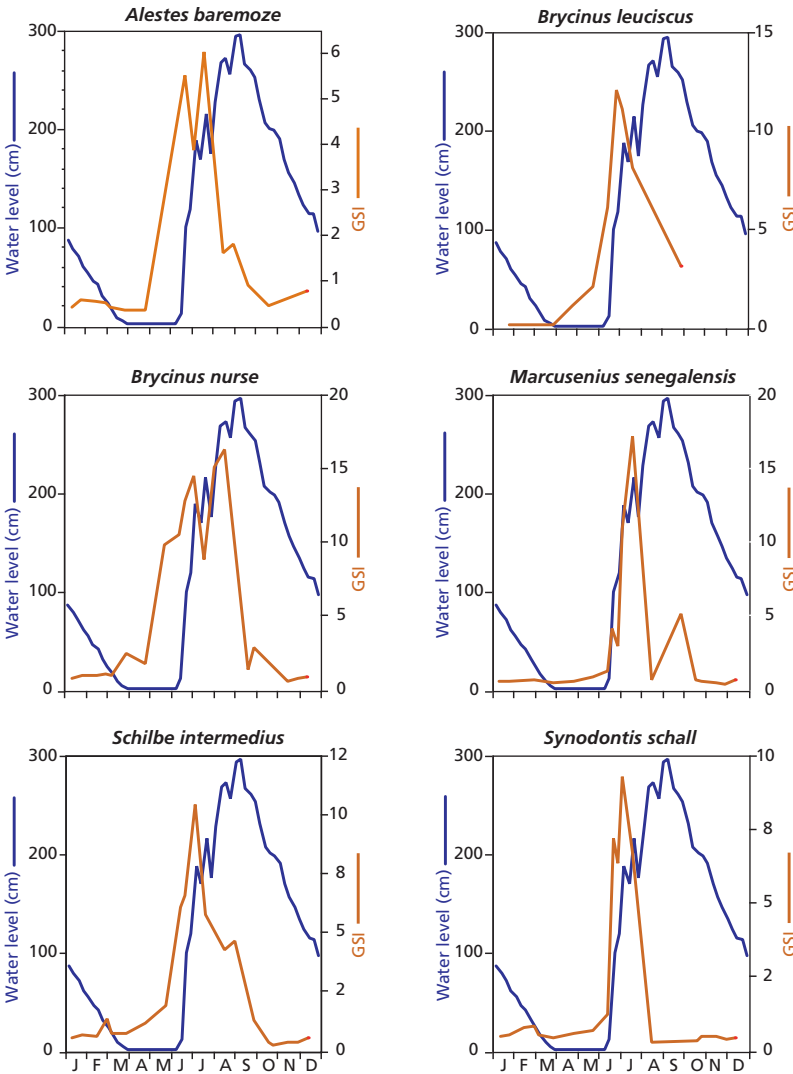 Alestes baremoze
300
200
100
0
Water level (cm)
6
5
4
3
2
1
0
GSI
Brycinus leuciscus
300
200
100
0
Water level (cm)
15
10
5
0
GSI
Brycinus nurse
300
200
100
0
Water level (cm)
20
15
10
5
0
GSI
Marcusenius senegalensis
300
200
100
0
Water level (cm)
20
15
10
5
0
GSI
Schilbe intermedius
300
200
100
0
Water level (cm)
12
10
8
5
2
0
GSI
J F M A M J J A S O N D
Synodontis schall
300
200
100
0
Water level (cm)
10
8
5
2
0
GSI
J F M A M J J A S O N D